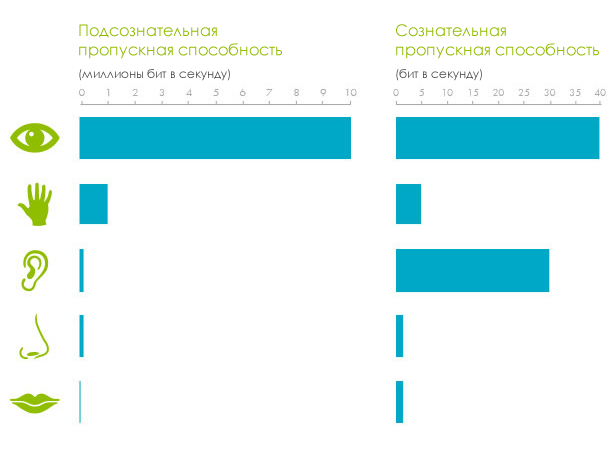 Подсознательная
пропускная способность
(миллионы бит в секунду)
0 1 2 3 4 5 6 7 8 9 10
Сознательная
пропускная способность
(бит в секунду)
0 5 10 15 20 25 30 35 40